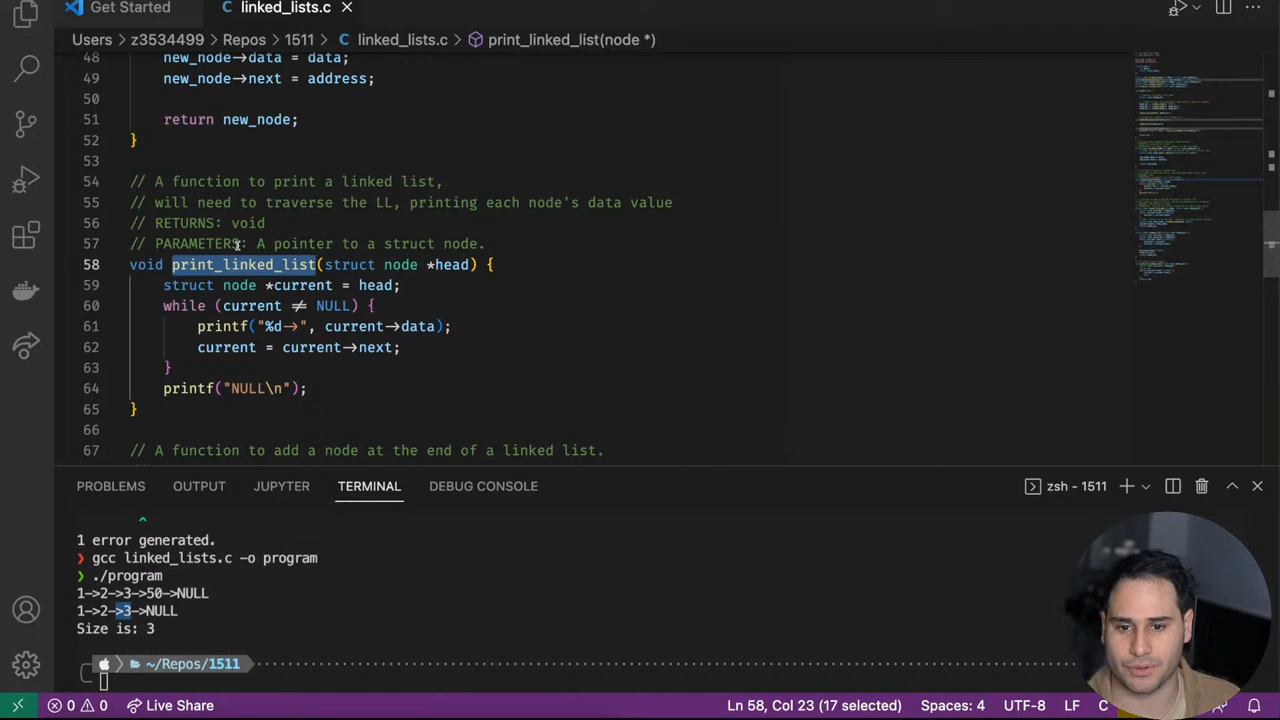 Get Started
linked_lists.c
Users > z3534499 > Repos > 1511 > linked_lists.c > print_linked_list(node *)
48 new_node->data = data;
49 new_node->next = address;
50
51 return new_node;
52 }
53
54 // A function to print a linked list.
55 // will need to traverse the LL, printing each node's data value
56 // RETURNS: void
57 // PARAMETERS: A pointer to a struct node.
58 void print_linked_list(struct node *head) {
59 struct node *current = head;
60 while (current ≠ NULL) {
61 printf("%d->", current->data);
62 current = current->next;
63 }
64 printf("NULL\n");
65 }
66
67 // A function to add a node at the end of a linked list.
PROBLEMS OUTPUT JUPYTER TERMINAL DEBUG CONSOLE
zsh - 1511
^
1 error generated.
❯ gcc linked_lists.c -o program
❯ ./program
1->2->3->50->NULL
1->2->3->NULL
Size is: 3
~/Repos/1511
0 0 Live Share Ln 58, Col 23 (17 selected) Spaces: 4 UTF-8 LF C